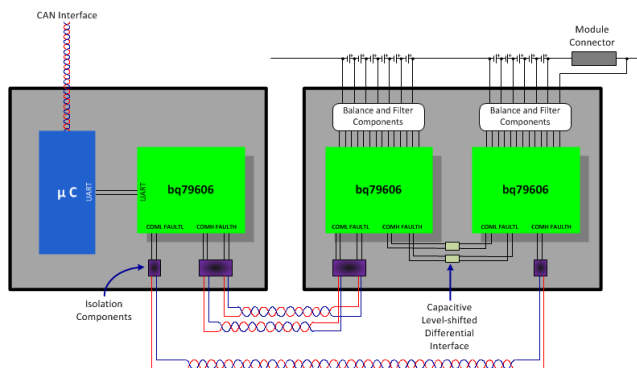 CAN Interface
Module
Connector
Balance and Filter
Components
Balance and Filter
Components
µ C
UART
UART
bq79606
COML FAULTL
COMH FAULTH
bq79606
COML FAULTL
COMH FAULTH
bq79606
COML FAULTL
COMH FAULTH
Isolation
Components
Capacitive
Level-shifted
Differential
Interface